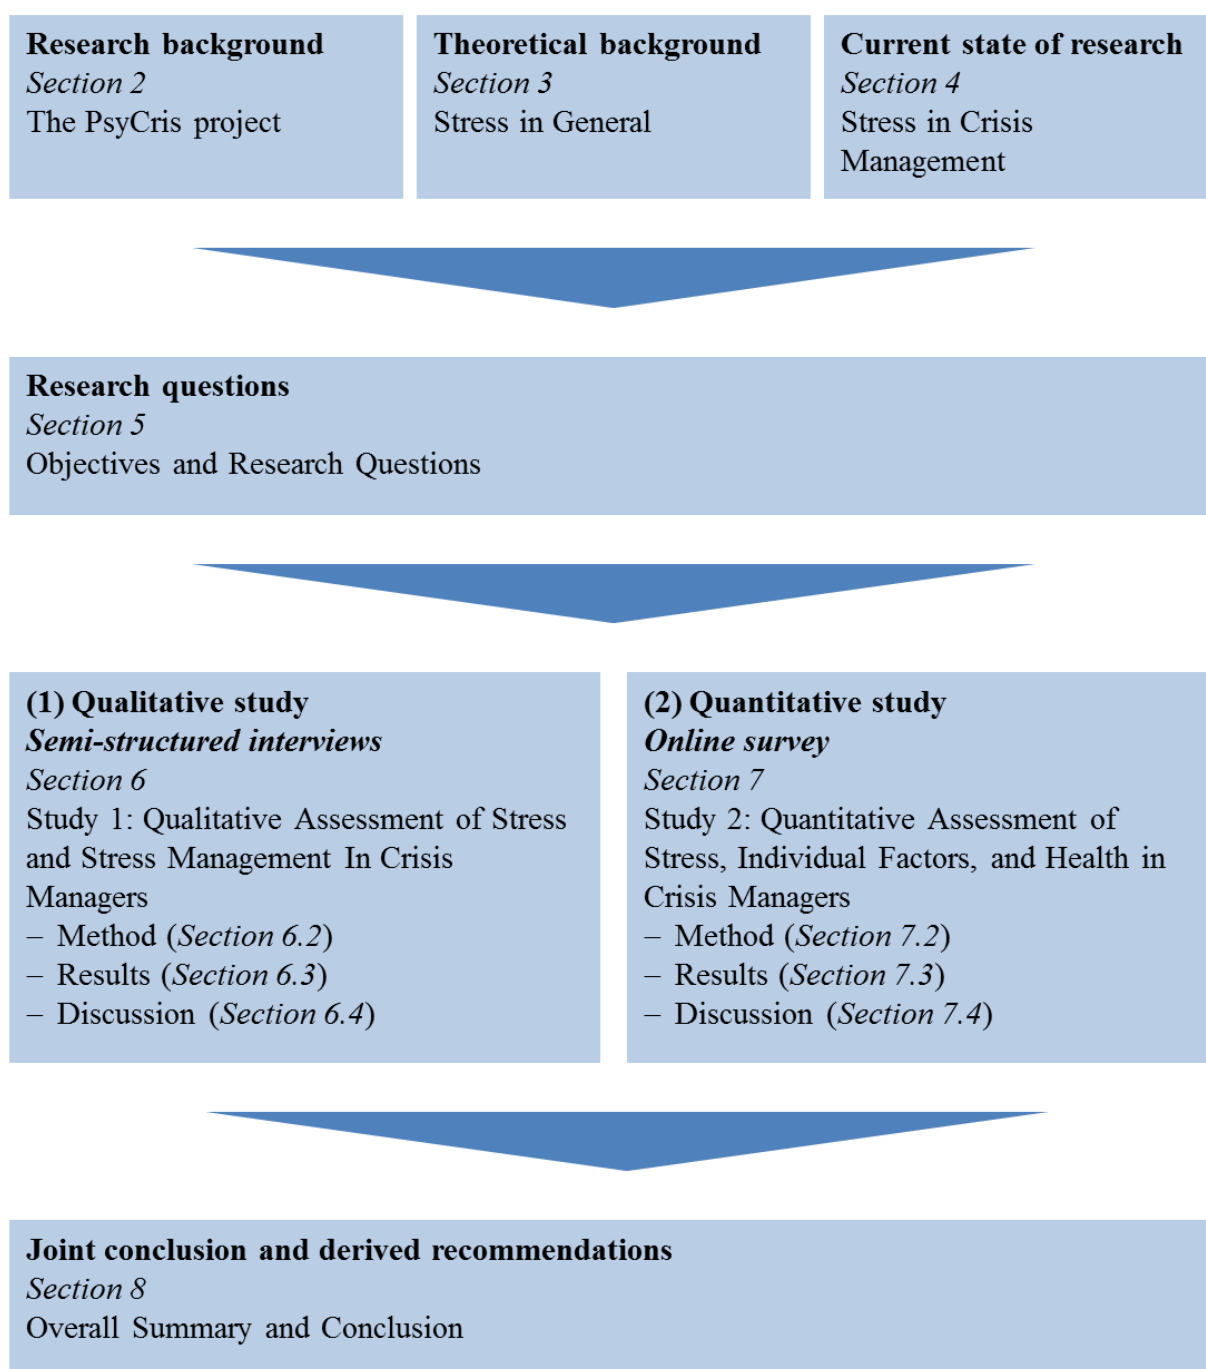 Research background
Section 2
The PsyCris project
Theoretical background
Section 3
Stress in General
Current state of research
Section 4
Stress in Crisis
Management
Research questions
Section 5
Objectives and Research Questions
(1) Qualitative study
Semi-structured interviews
Section 6
Study 1: Qualitative Assessment of Stress
and Stress Management In Crisis
Managers
– Method (Section 6.2)
– Results (Section 6.3)
– Discussion (Section 6.4)
(2) Quantitative study
Online survey
Section 7
Study 2: Quantitative Assessment of
Stress, Individual Factors, and Health in
Crisis Managers
– Method (Section 7.2)
– Results (Section 7.3)
– Discussion (Section 7.4)
Joint conclusion and derived recommendations
Section 8
Overall Summary and Conclusion